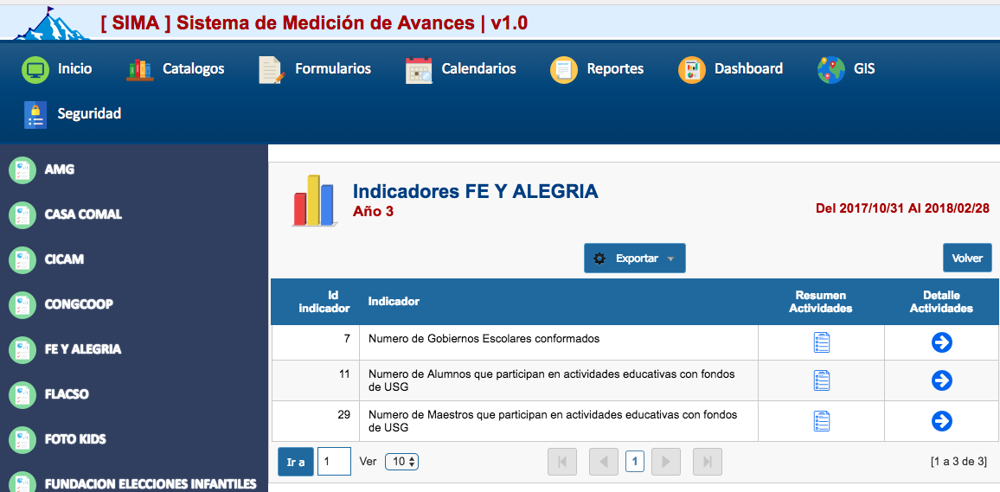 [ SIMA ] Sistema de Medición de Avances | v1.0
Inicio
Catalogos
Formularios
Calendarios
Reportes
Dashboard
GIS
Seguridad
AMG
CASA COMAL
CICAM
CONGCOOP
FE Y ALEGRIA
FLACSO
FOTO KIDS
FUNDACION ELECCIONES INFANTILES
Indicadores FE Y ALEGRIA
Año 3
Del 2017/10/31 Al 2018/02/28
Exportar
Volver
Id
indicador
Indicador
Resumen
Actividades
Detalle
Actividades
7
Numero de Gobiernos Escolares conformados
11
Numero de Alumnos que participan en actividades educativas con fondos
de USG
29
Numero de Maestros que participan en actividades educativas con fondos
de USG
Ir a
1
Ver
10
1
[1 a 3 de 3]